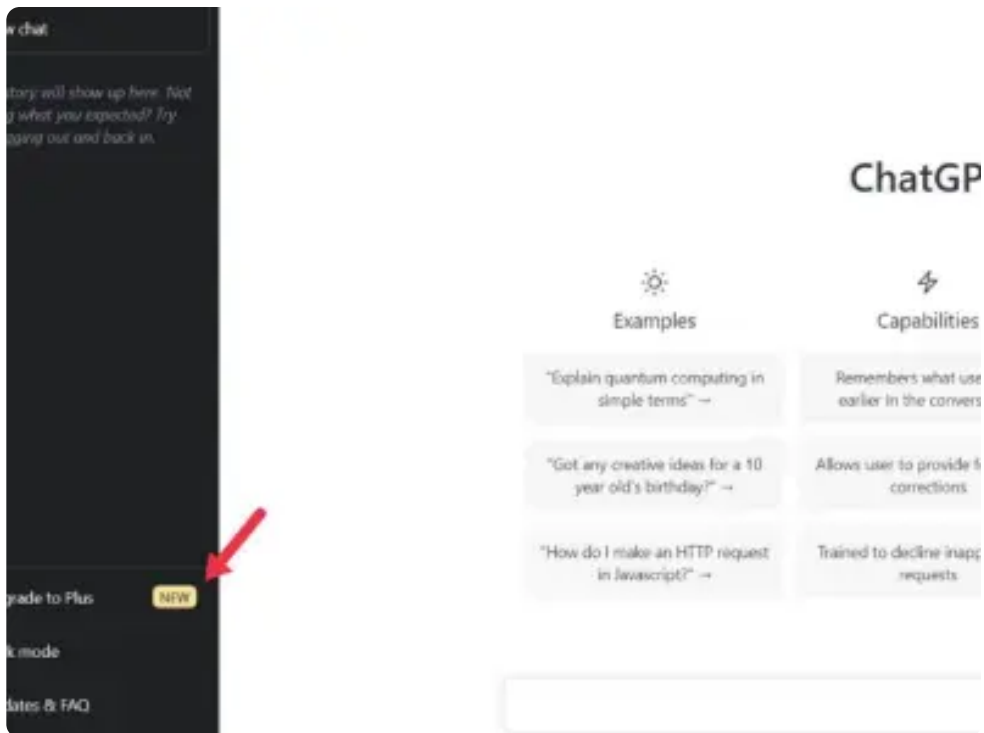 w chat
tory will show up here. Not
g what you expected? Try
gging out and back in.
grade to Plus
NEW
k mode
dates & FAQ
ChatGP
Examples
"Explain quantum computing in
simple terms" →
"Got any creative ideas for a 10
year old's birthday?" →
"How do I make an HTTP request
in Javascript?" →
Capabilities
Remembers what use
earlier in the convers
Allows user to provide f
corrections
Trained to decline inapp
requests